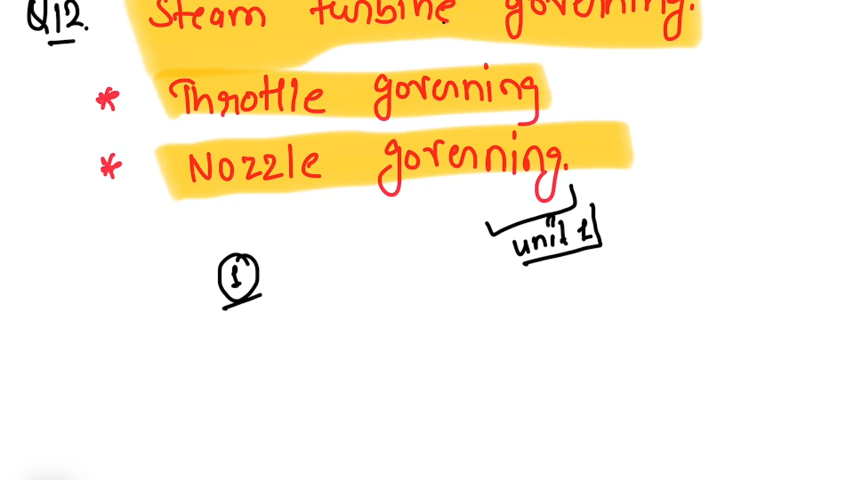 Q12. Steam turbine governing.
* Throttle governing
* Nozzle governing.
unit 1
1